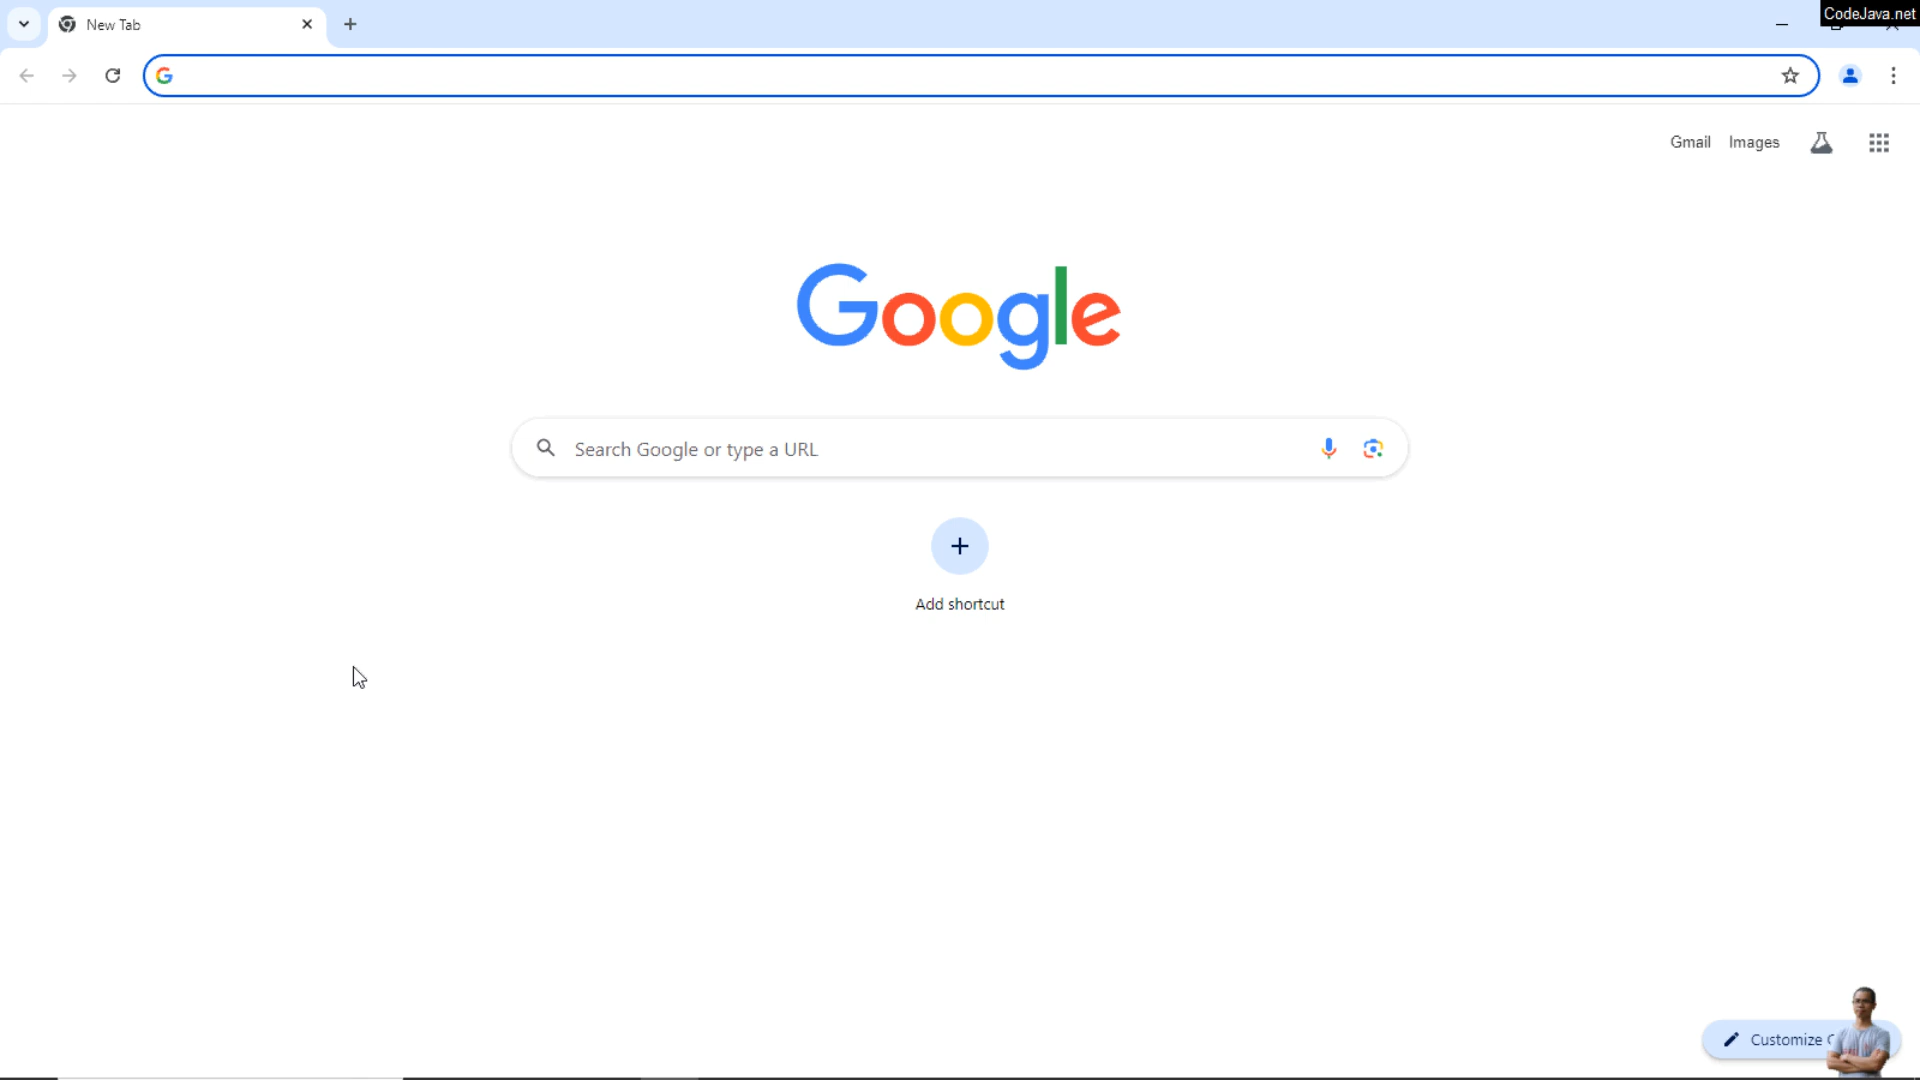 New Tab
CodeJava.net
Gmail Images
Google
Search Google or type a URL
Add shortcut
Customize